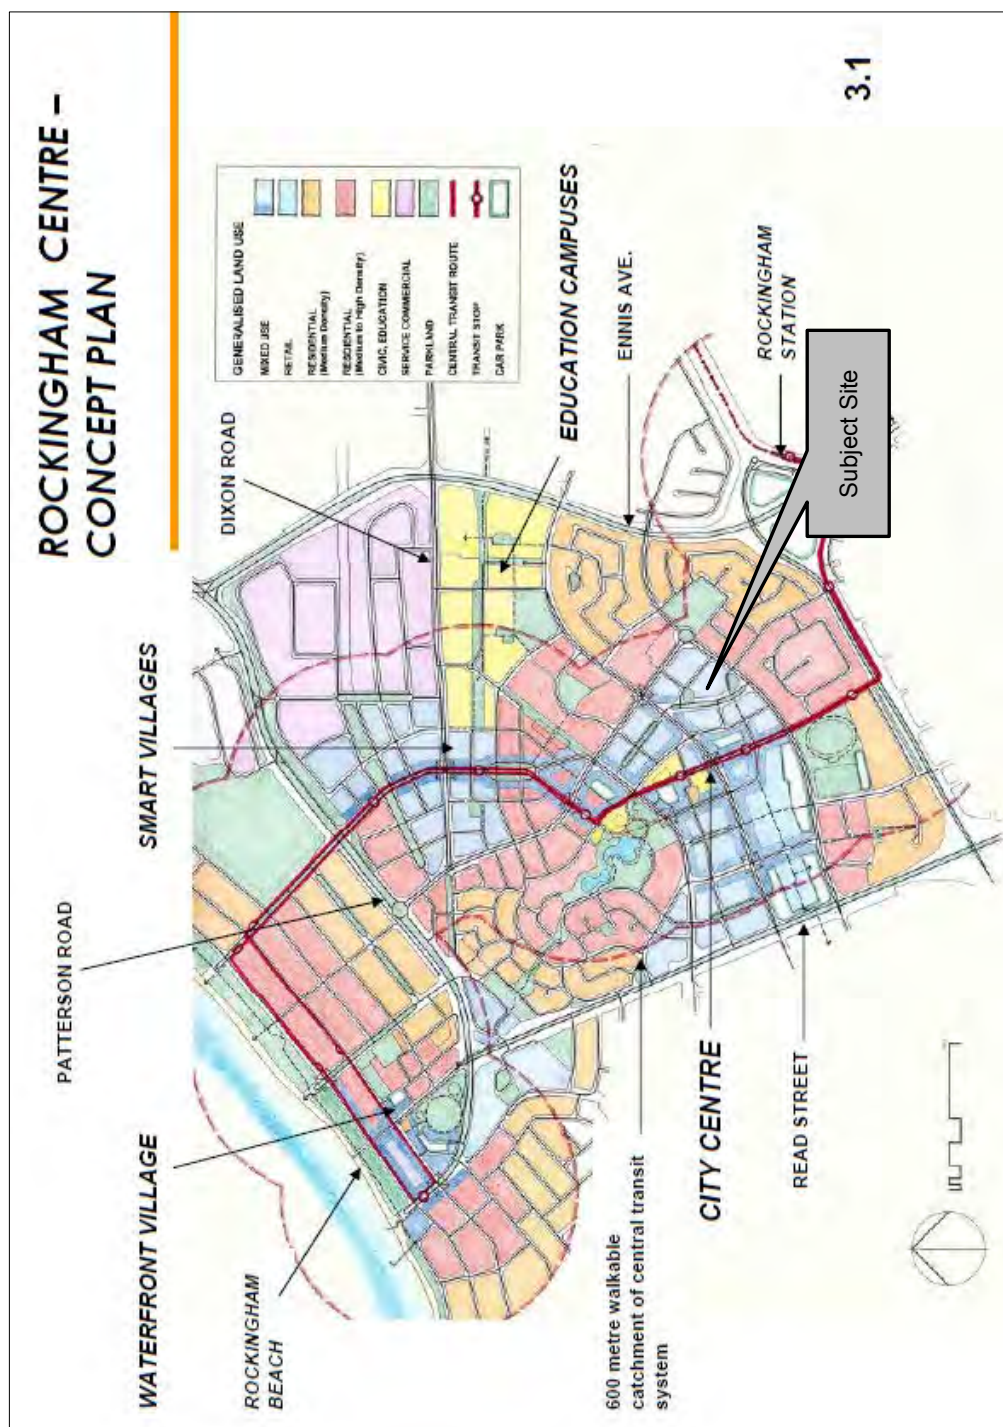 ROCKINGHAM CENTRE –
CONCEPT PLAN
3.1
GENERALISED LAND USE
MIXED USE
RETAIL
RESIDENTIAL
(Medium Density)
RESIDENTIAL
(Medium to High Density)
CIVIC, EDUCATION
SERVICE COMMERCIAL
PARKLAND
CENTRAL TRANSIT ROUTE
TRANSIT STOP
CAR PARK
PATTERSON ROAD
SMART VILLAGES
DIXON ROAD
WATERFRONT VILLAGE
ROCKINGHAM
BEACH
EDUCATION CAMPUSES
ENNIS AVE.
ROCKINGHAM
STATION
Subject Site
600 metre walkable
catchment of central transit
system
CITY CENTRE
READ STREET